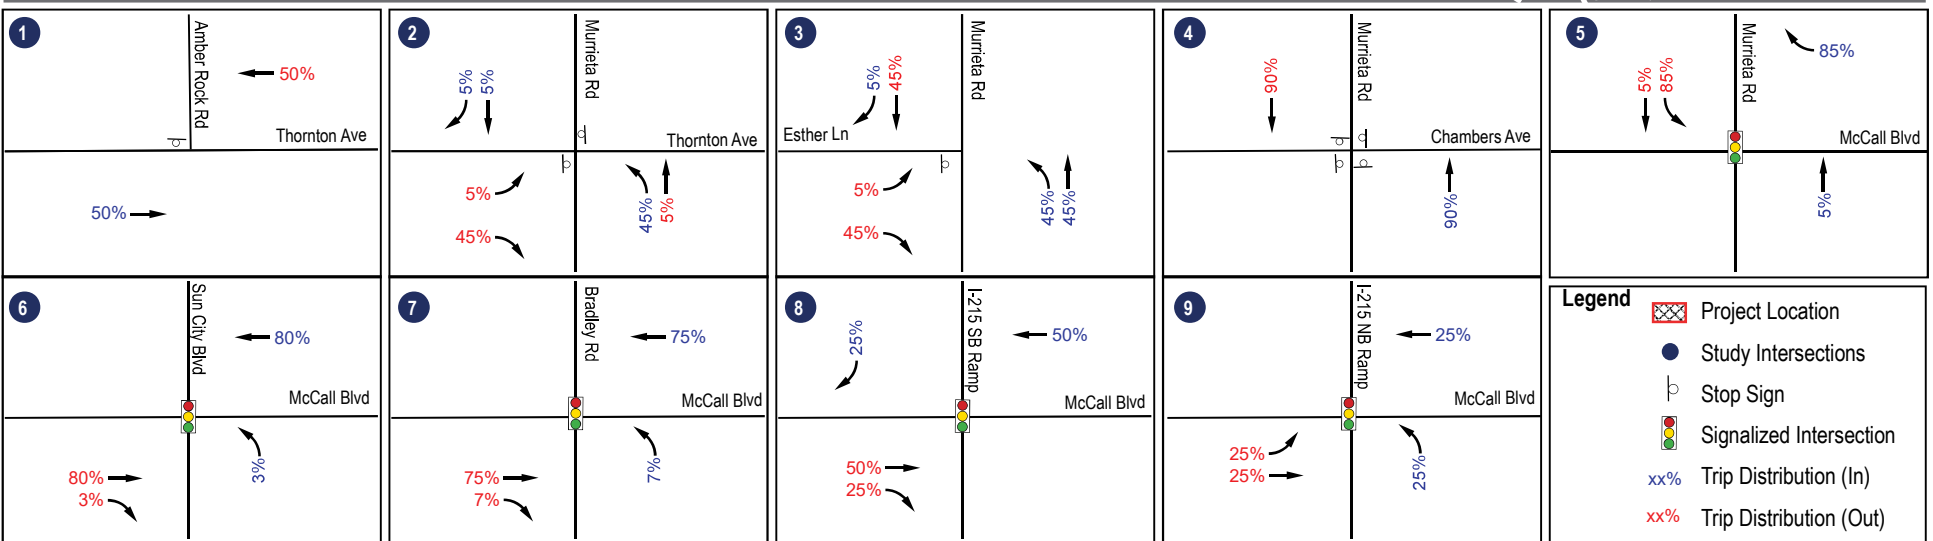 1
Amber Rock Rd
50%
Thornton Ave
50%
2
Murrieta Rd
5%
5%
Thornton Ave
5%
45%
45%
5%
3
Murrieta Rd
5%
45%
Esther Ln
5%
45%
45%
45%
4
Murrieta Rd
90%
Chambers Ave
90%
5
Murrieta Rd
85%
5%
85%
McCall Blvd
5%
6
Sun City Blvd
80%
McCall Blvd
80%
3%
3%
7
Bradley Rd
75%
McCall Blvd
75%
7%
7%
8
I-215 SB Ramp
25%
50%
McCall Blvd
50%
25%
9
I-215 NB Ramp
25%
McCall Blvd
25%
25%
25%
Legend
Project Location
Study Intersections
Stop Sign
Signalized Intersection
xx% Trip Distribution (In)
xx% Trip Distribution (Out)